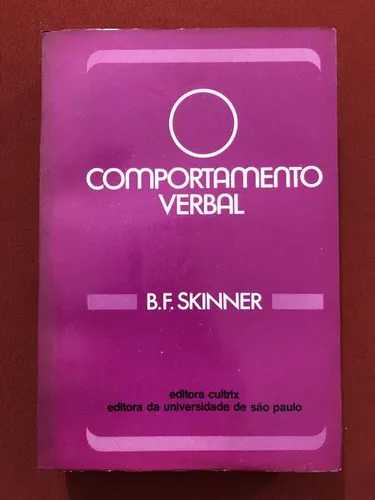 O COMPORTAMENTO
VERBAL
B.F. SKINNER
editora cultrix
editora da universidade de são paulo